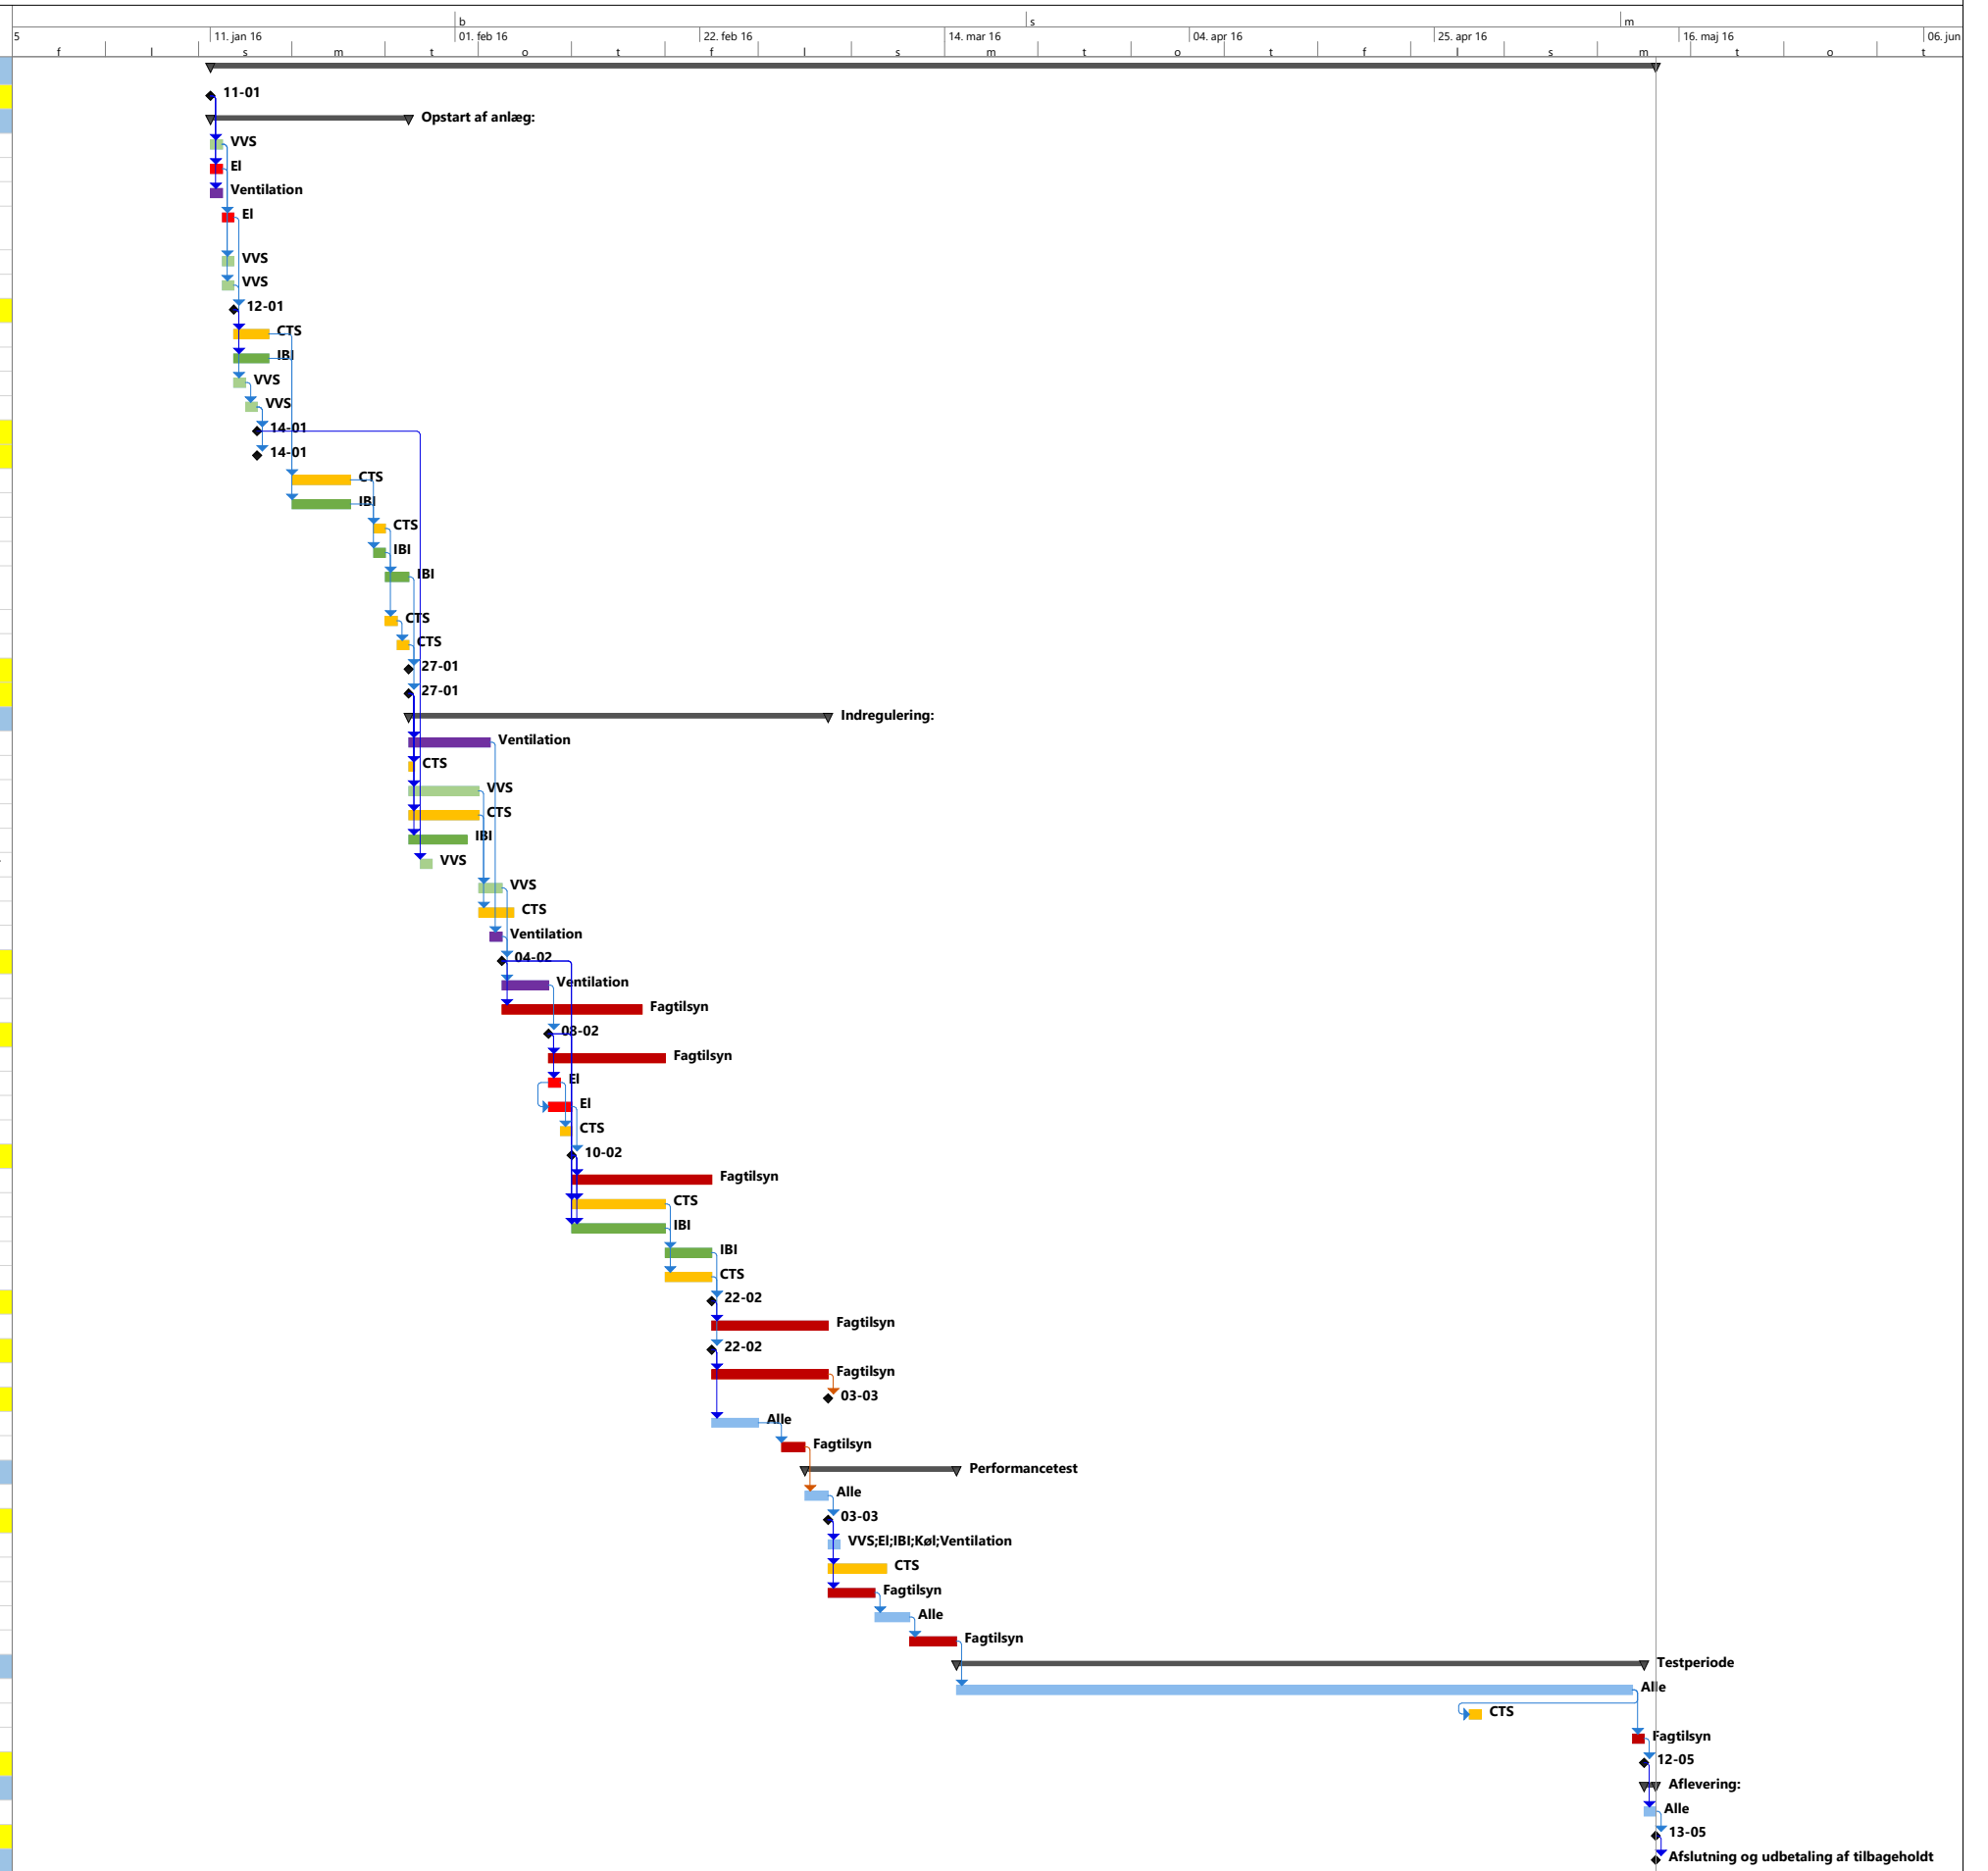 b s m
5 11. jan 16 01. feb 16 22. feb 16 14. mar 16 04. apr 16 25. apr 16 16. maj 16 06. jun
f l s m t o t f l s m t o t f l s m t o t
11-01
Opstart af anlæg:
VVS
El
Ventilation
El
VVS
VVS
12-01
CTS
IBI
VVS
VVS
14-01
14-01
CTS
IBI
CTS
IBI
IBI
CTS
CTS
27-01
27-01
Indregulering:
Ventilation
CTS
VVS
CTS
IBI
VVS
VVS
CTS
Ventilation
04-02
Ventilation
Fagtilsyn
08-02
Fagtilsyn
El
El
CTS
10-02
Fagtilsyn
CTS
IBI
IBI
CTS
22-02
Fagtilsyn
22-02
Fagtilsyn
03-03
Alle
Fagtilsyn
Performancetest
Alle
03-03
VVS;El;IBI;Køl;Ventilation
CTS
Fagtilsyn
Alle
Fagtilsyn
Testperiode
Alle
CTS
Fagtilsyn
12-05
Aflevering:
Alle
13-05
Afslutning og udbetaling af tilbageholdt